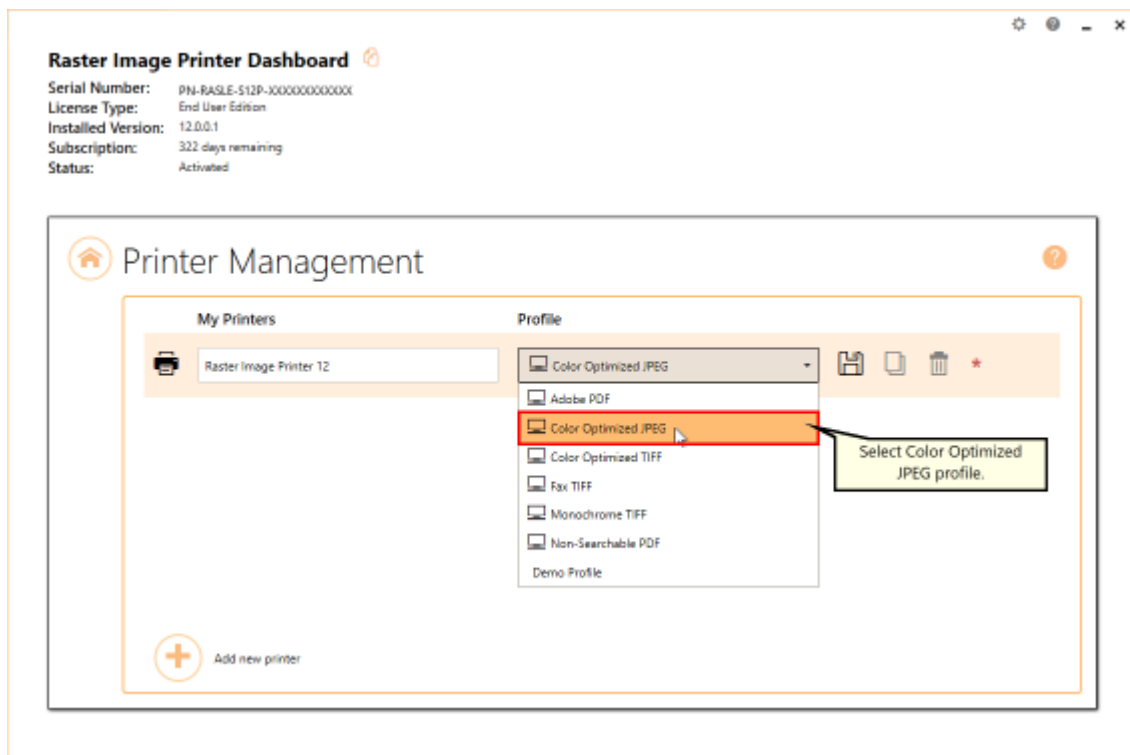 Raster Image Printer Dashboard
Serial Number: PN-RASLE-S12P-XXXXXXXXXXXX
License Type: End User Edition
Installed Version: 12.0.0.1
Subscription: 322 days remaining
Status: Activated
Printer Management
My Printers Profile
Raster Image Printer 12 Color Optimized JPEG *
Adobe PDF
Color Optimized JPEG
Color Optimized TIFF
Fax TIFF
Monochrome TIFF
Non-Searchable PDF
Demo Profile
Select Color Optimized
JPEG profile.
Add new printer